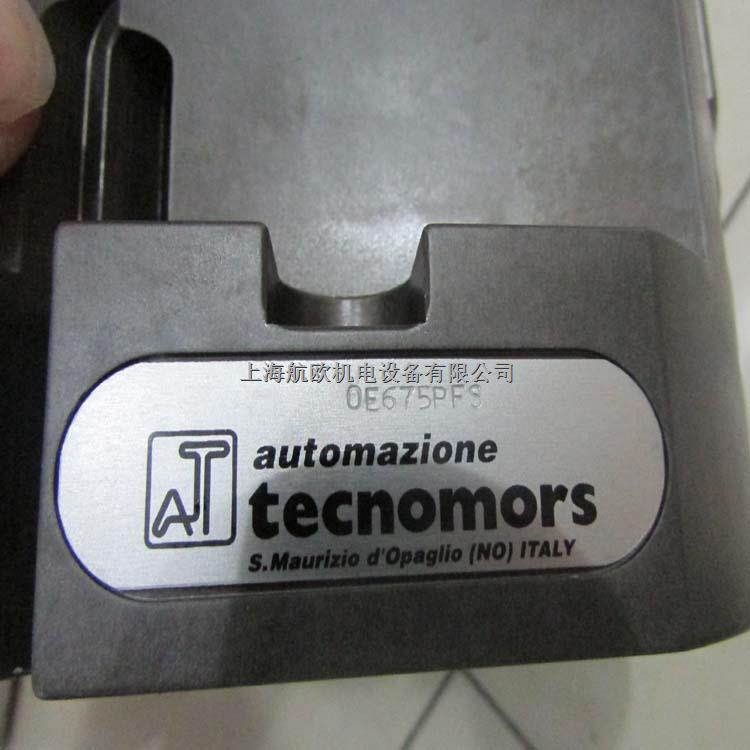 上海航欧机电设备有限公司
OE675PFS
AT
automazione
tecnomors
S.Maurizio d'Opaglio (NO) ITALY